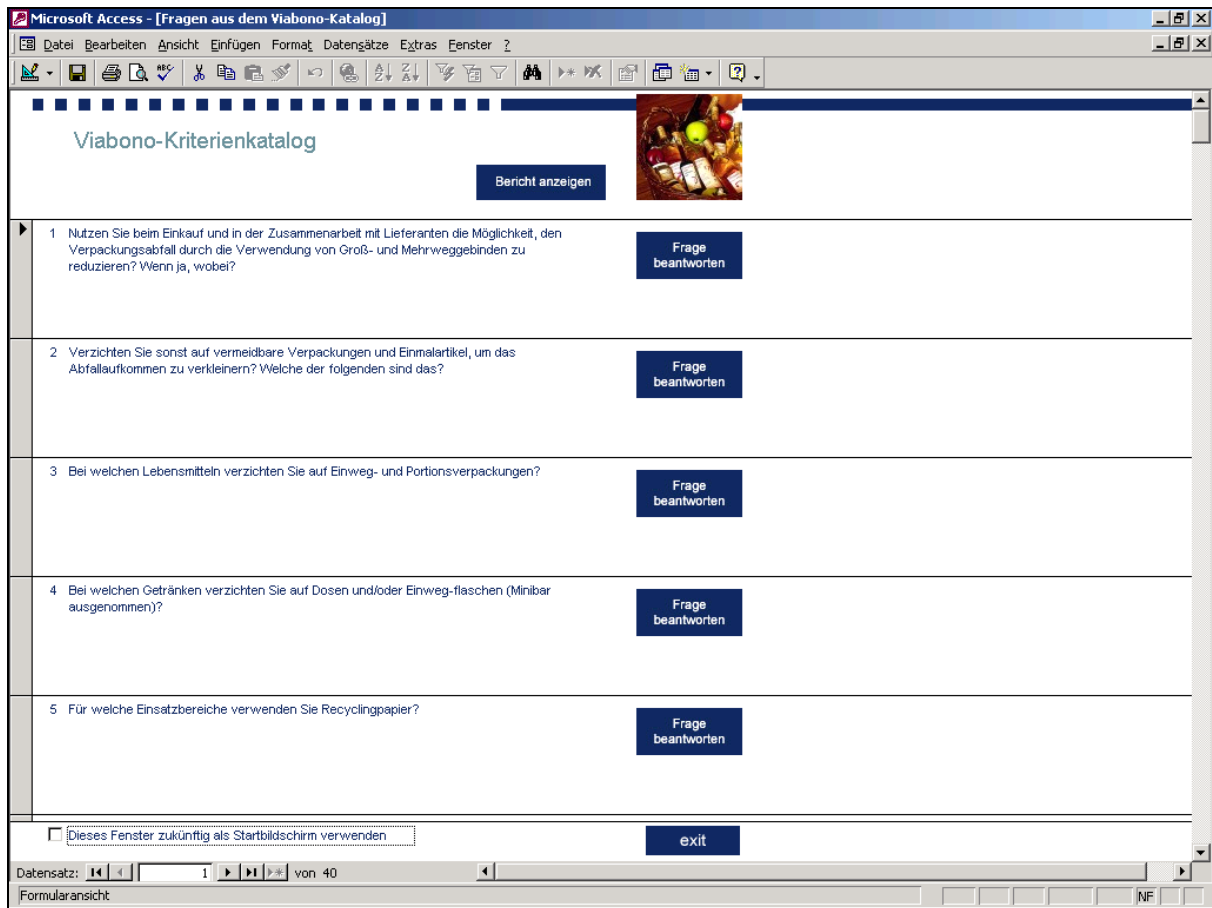 Microsoft Access - [Fragen aus dem Viabono-Katalog]
Datei Bearbeiten Ansicht Einfügen Format Datensätze Extras Fenster ?
Viabono-Kriterienkatalog
Bericht anzeigen
1 Nutzen Sie beim Einkauf und in der Zusammenarbeit mit Lieferanten die Möglichkeit, den
Verpackungsabfall durch die Verwendung von Groß- und Mehrweggebinden zu
reduzieren? Wenn ja, wobei?
Frage
beantworten
2 Verzichten Sie sonst auf vermeidbare Verpackungen und Einmalartikel, um das
Abfallaufkommen zu verkleinern? Welche der folgenden sind das?
Frage
beantworten
3 Bei welchen Lebensmitteln verzichten Sie auf Einweg- und Portionsverpackungen?
Frage
beantworten
4 Bei welchen Getränken verzichten Sie auf Dosen und/oder Einweg-flaschen (Minibar
ausgenommen)?
Frage
beantworten
5 Für welche Einsatzbereiche verwenden Sie Recyclingpapier?
Frage
beantworten
Dieses Fenster zukünftig als Startbildschirm verwenden
exit
Datensatz: 1 von 40
Formularansicht
NF